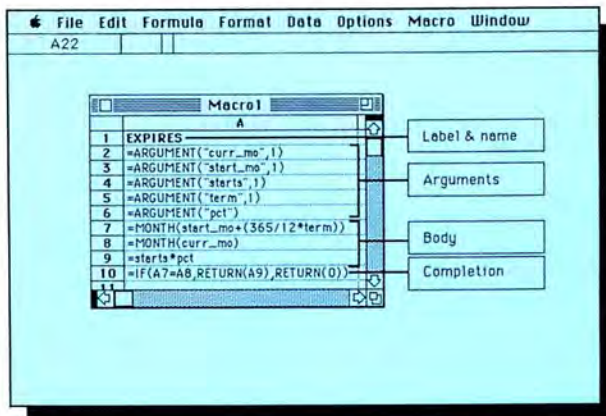 File Edit Formula Format Data Options Macro Window
A22
Macro1
A
1 EXPIRES
2 =ARGUMENT("curr_mo",1)
3 =ARGUMENT("start_mo",1)
4 =ARGUMENT("starts",1)
5 =ARGUMENT("term",1)
6 =ARGUMENT("pct")
7 =MONTH(start_mo+(365/12*term))
8 =MONTH(curr_mo)
9 =starts*pct
10 =IF(A7=A8,RETURN(A9),RETURN(0))
11
Label & name
Arguments
Body
Completion